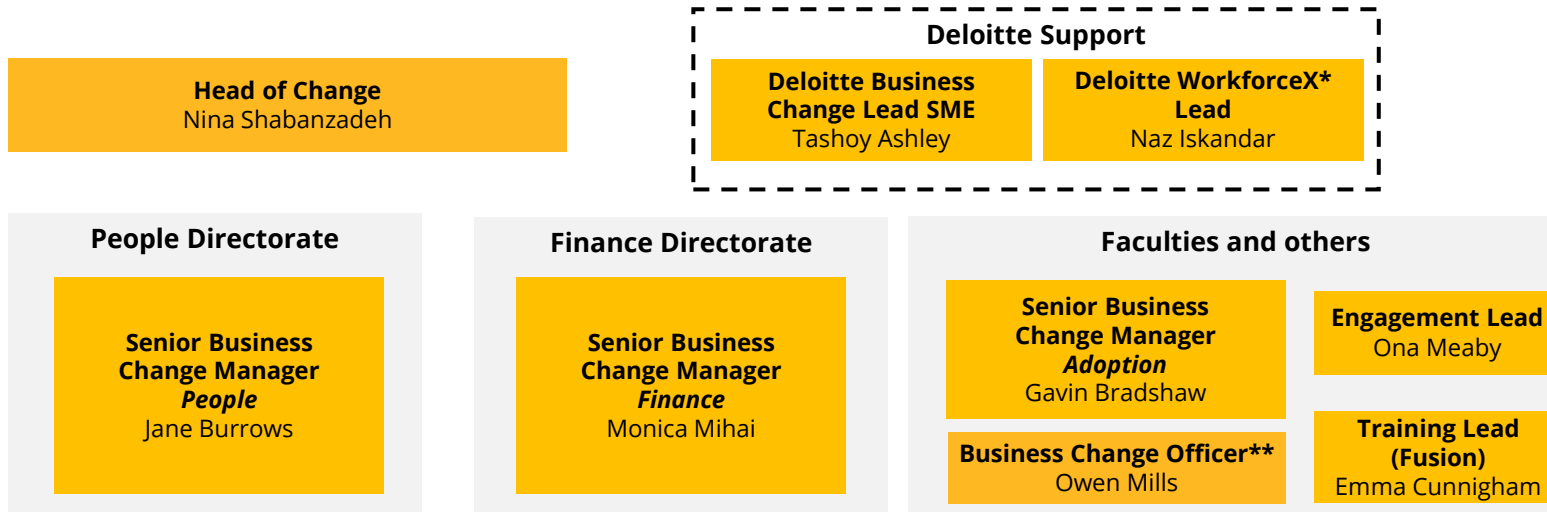 Deloitte Support
Head of Change
Nina Shabanzadeh
Deloitte Business
Change Lead SME
Tashoy Ashley
Deloitte WorkforceX*
Lead
Naz Iskandar
People Directorate
Senior Business
Change Manager
People
Jane Burrows
Finance Directorate
Senior Business
Change Manager
Finance
Monica Mihai
Faculties and others
Senior Business
Change Manager
Adoption
Gavin Bradshaw
Business Change Officer**
Owen Mills
Engagement Lead
Ona Meaby
Training Lead
(Fusion)
Emma Cunnigham